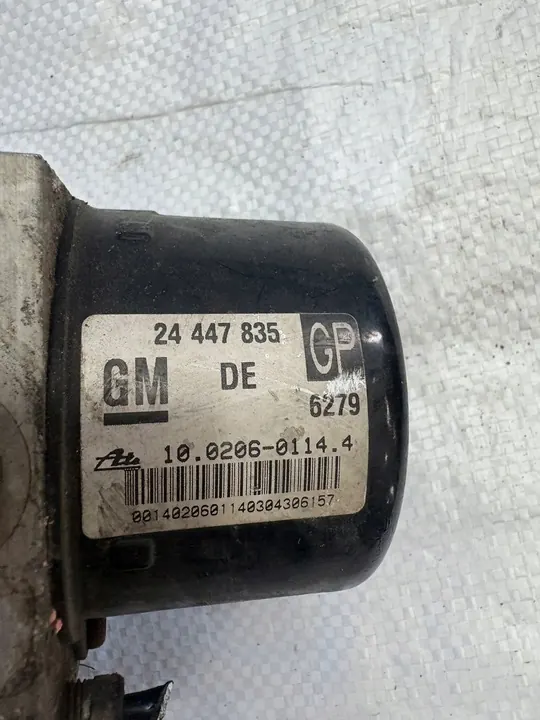 24 447 835 GP
GM DE
6279
Ate 10.0206-0114.4
0014020601140304306157